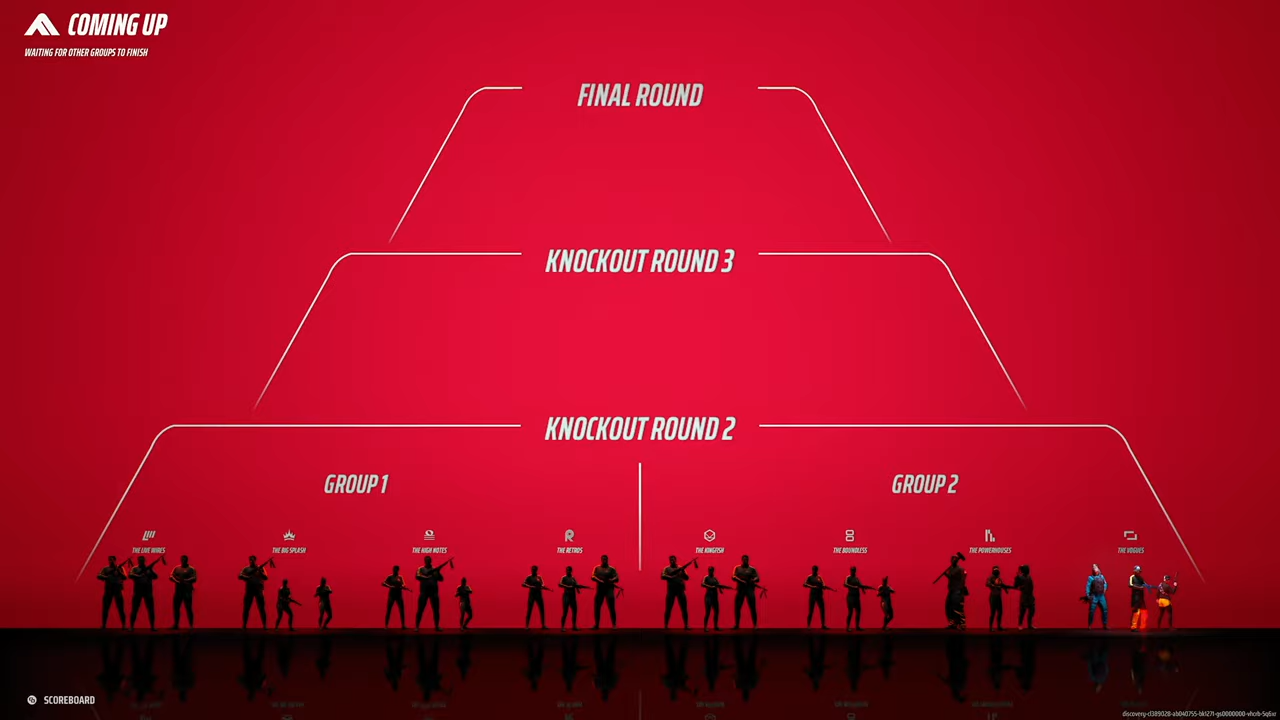 COMING UP
WAITING FOR OTHER GROUPS TO FINISH
FINAL ROUND
KNOCKOUT ROUND 3
KNOCKOUT ROUND 2
GROUP 1
GROUP 2
THE LIVE WIRES
THE BIG SPLASH
THE HIGH NOTES
THE RETROS
THE KINGFISH
THE BOUNDLESS
THE POWERHOUSES
THE VOGUES
SCOREBOARD